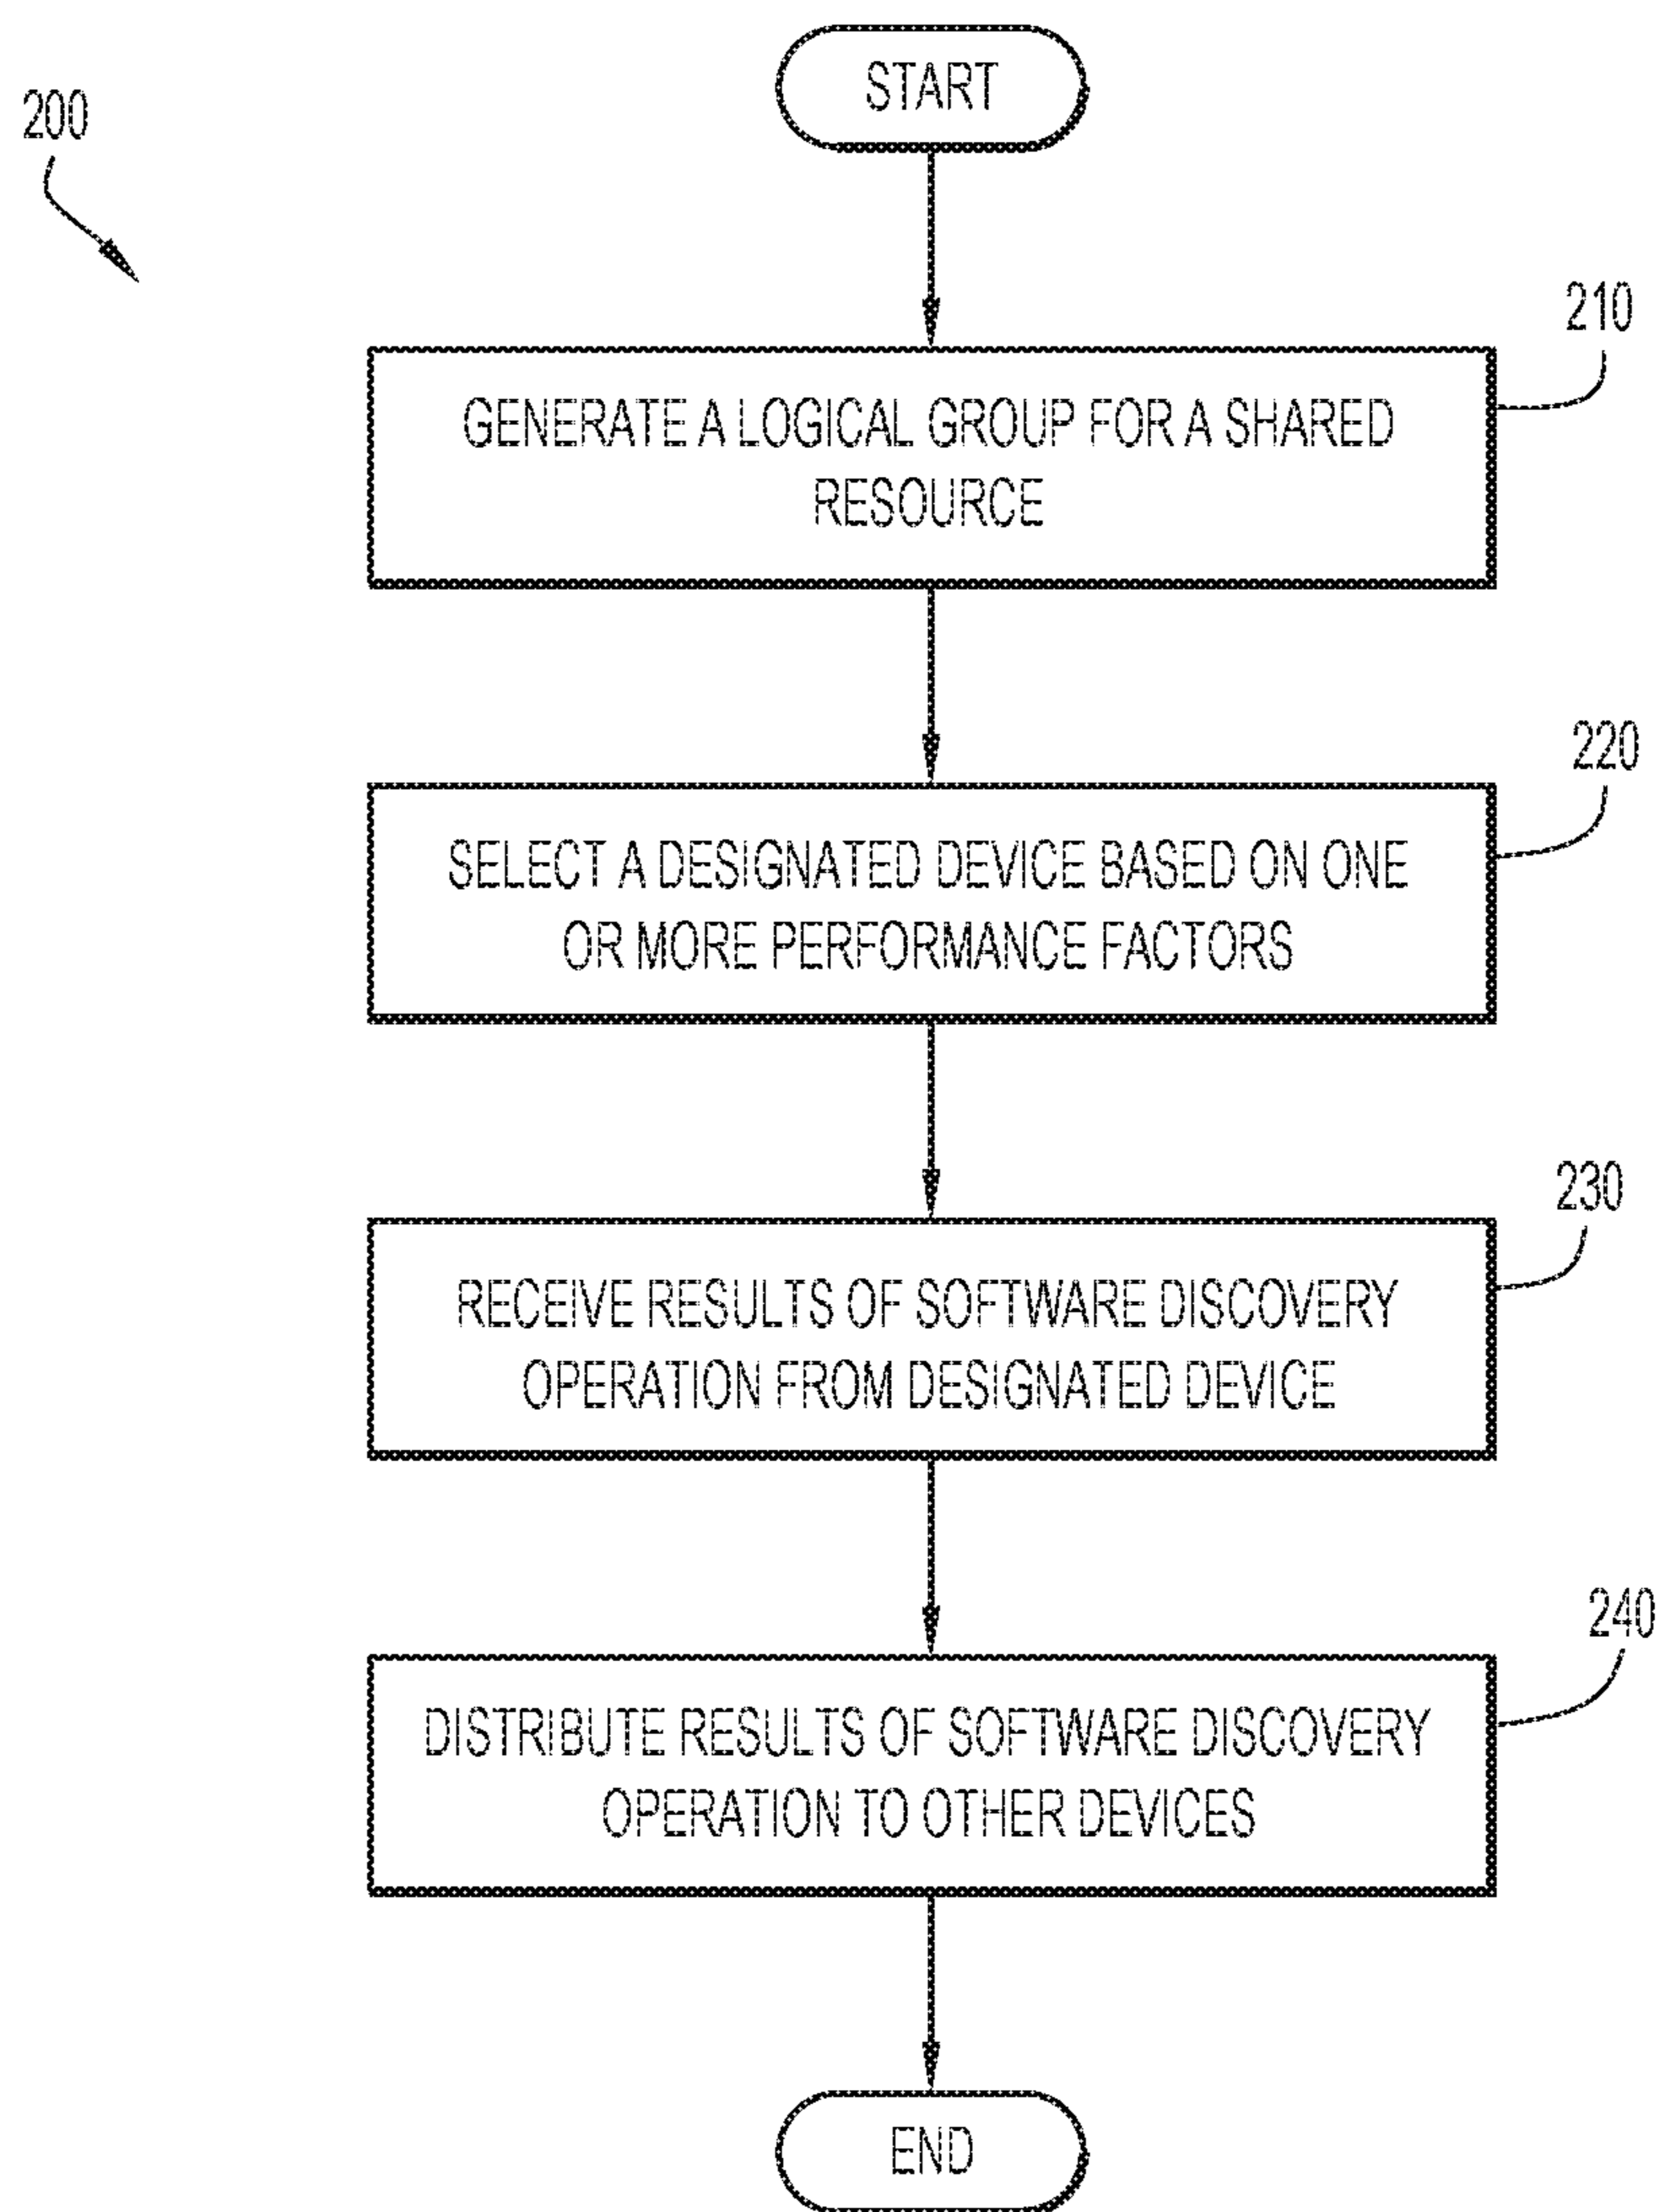 START
200
210
GENERATE A LOGICAL GROUP FOR A SHARED
RESOURCE
220
SELECT A DESIGNATED DEVICE BASED ON ONE
OR MORE PERFORMANCE FACTORS
230
RECEIVE RESULTS OF SOFTWARE DISCOVERY
OPERATION FROM DESIGNATED DEVICE
240
DISTRIBUTE RESULTS OF SOFTWARE DISCOVERY
OPERATION TO OTHER DEVICES
END